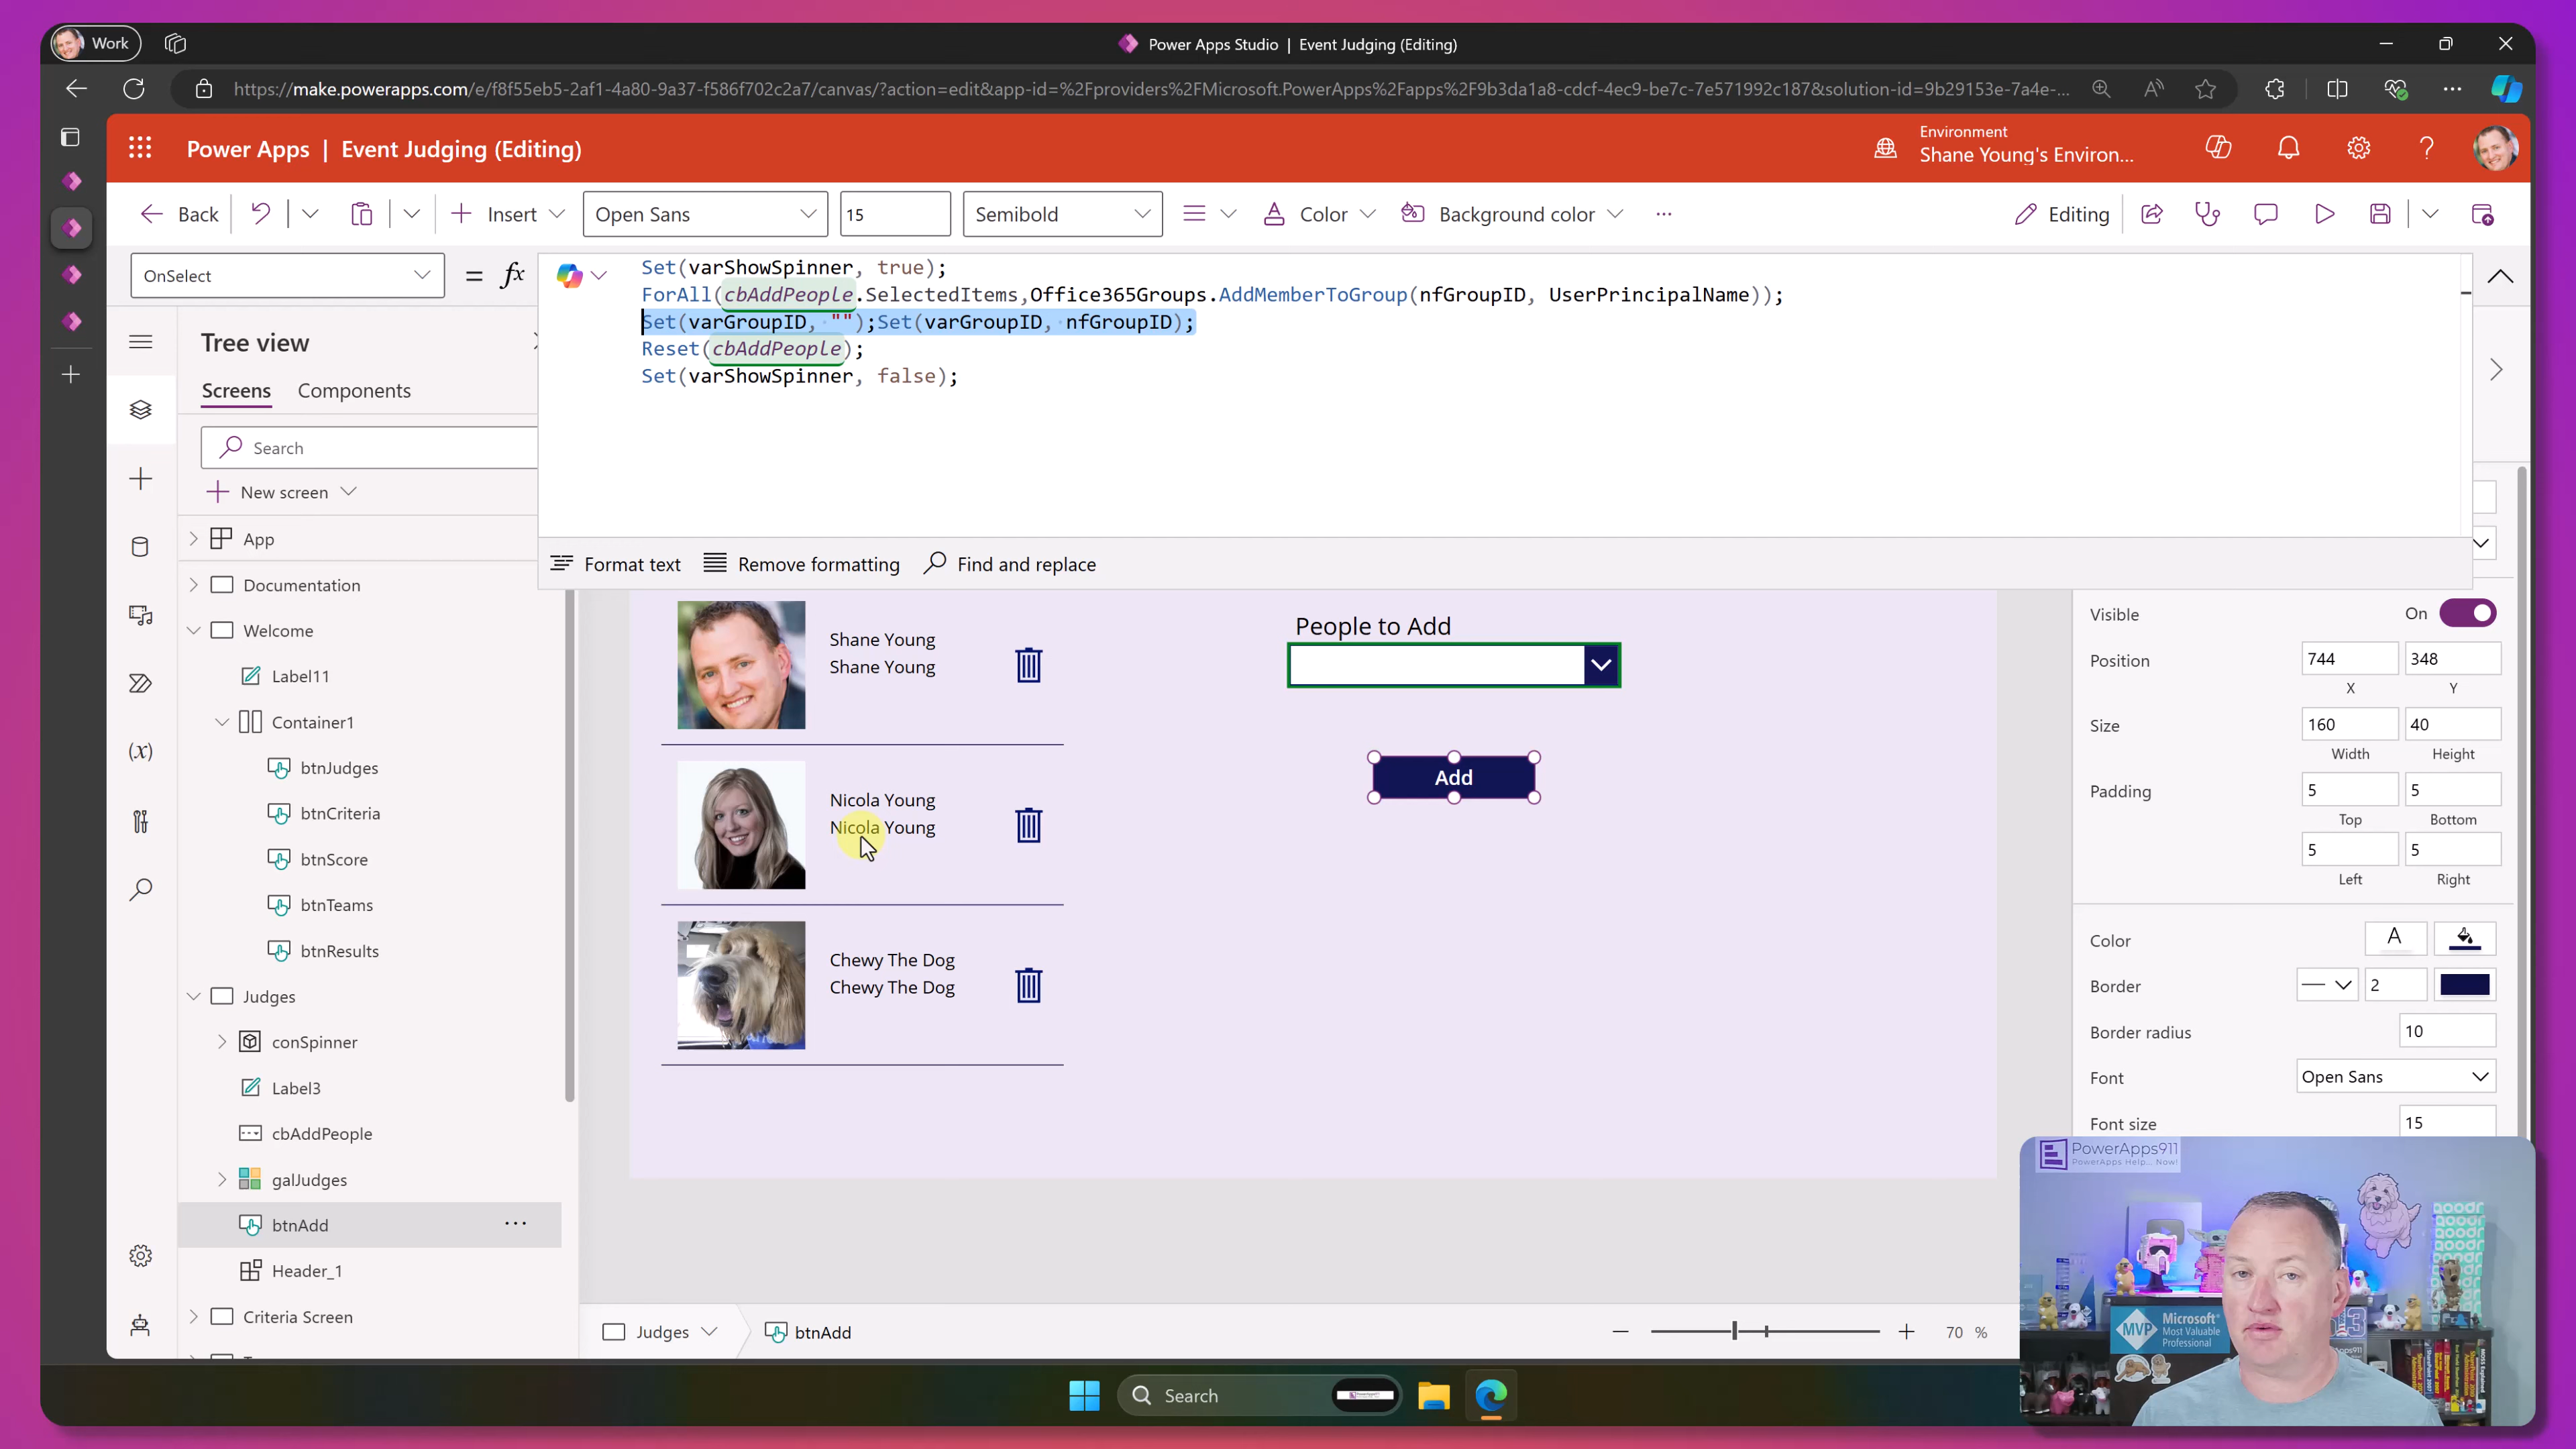 Work
Power Apps Studio | Event Judging (Editing)
https://make.powerapps.com/e/f8f55eb5-2af1-4a80-9a37-f586f702c2a7/canvas/?action=edit&app-id=%2Fproviders%2FMicrosoft.PowerApps%2Fapps%2F9b3da1a8-cdcf-4ec9-be7c-7e571992c187&solution-id=9b29153e-7a4e-...
Power Apps | Event Judging (Editing)
Environment
Shane Young's Environ...
Back
Insert
Open Sans
15
Semibold
Color
Background color
Editing
OnSelect
= fx
Set(varShowSpinner, true);
ForAll(cbAddPeople.SelectedItems,Office365Groups.AddMemberToGroup(nfGroupID, UserPrincipalName));
Set(varGroupID, "");Set(varGroupID, nfGroupID);
Reset(cbAddPeople);
Set(varShowSpinner, false);
Format text
Remove formatting
Find and replace
Tree view
Screens
Components
Search
New screen
App
Documentation
Welcome
Label11
Container1
btnJudges
btnCriteria
btnScore
btnTeams
btnResults
Judges
conSpinner
Label3
cbAddPeople
galJudges
btnAdd
Header_1
Criteria Screen
Shane Young
Shane Young
Nicola Young
Nicola Young
Chewy The Dog
Chewy The Dog
People to Add
Add
Visible
On
Position
744
348
X
Y
Size
160
40
Width
Height
Padding
5
5
Top
Bottom
5
5
Left
Right
Color
A
Border
2
Border radius
10
Font
Open Sans
Font size
15
Judges
btnAdd
70 %
PowerApps911
PowerApps Help... Now!
MVP
Microsoft
Most Valuable
Professional
Search